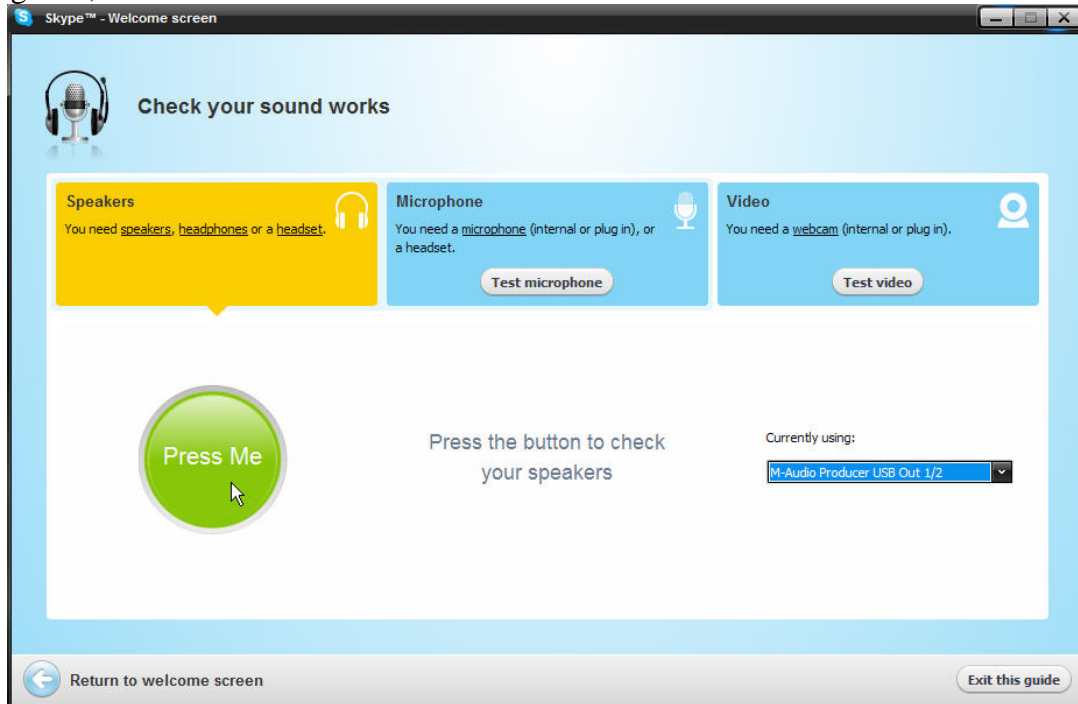 Skype™ - Welcome screen
Check your sound works
Speakers
You need speakers, headphones or a headset.
Microphone
You need a microphone (internal or plug in), or
a headset.
Test microphone
Video
You need a webcam (internal or plug in).
Test video
Press Me
Press the button to check
your speakers
Currently using:
M-Audio Producer USB Out 1/2
Return to welcome screen
Exit this guide